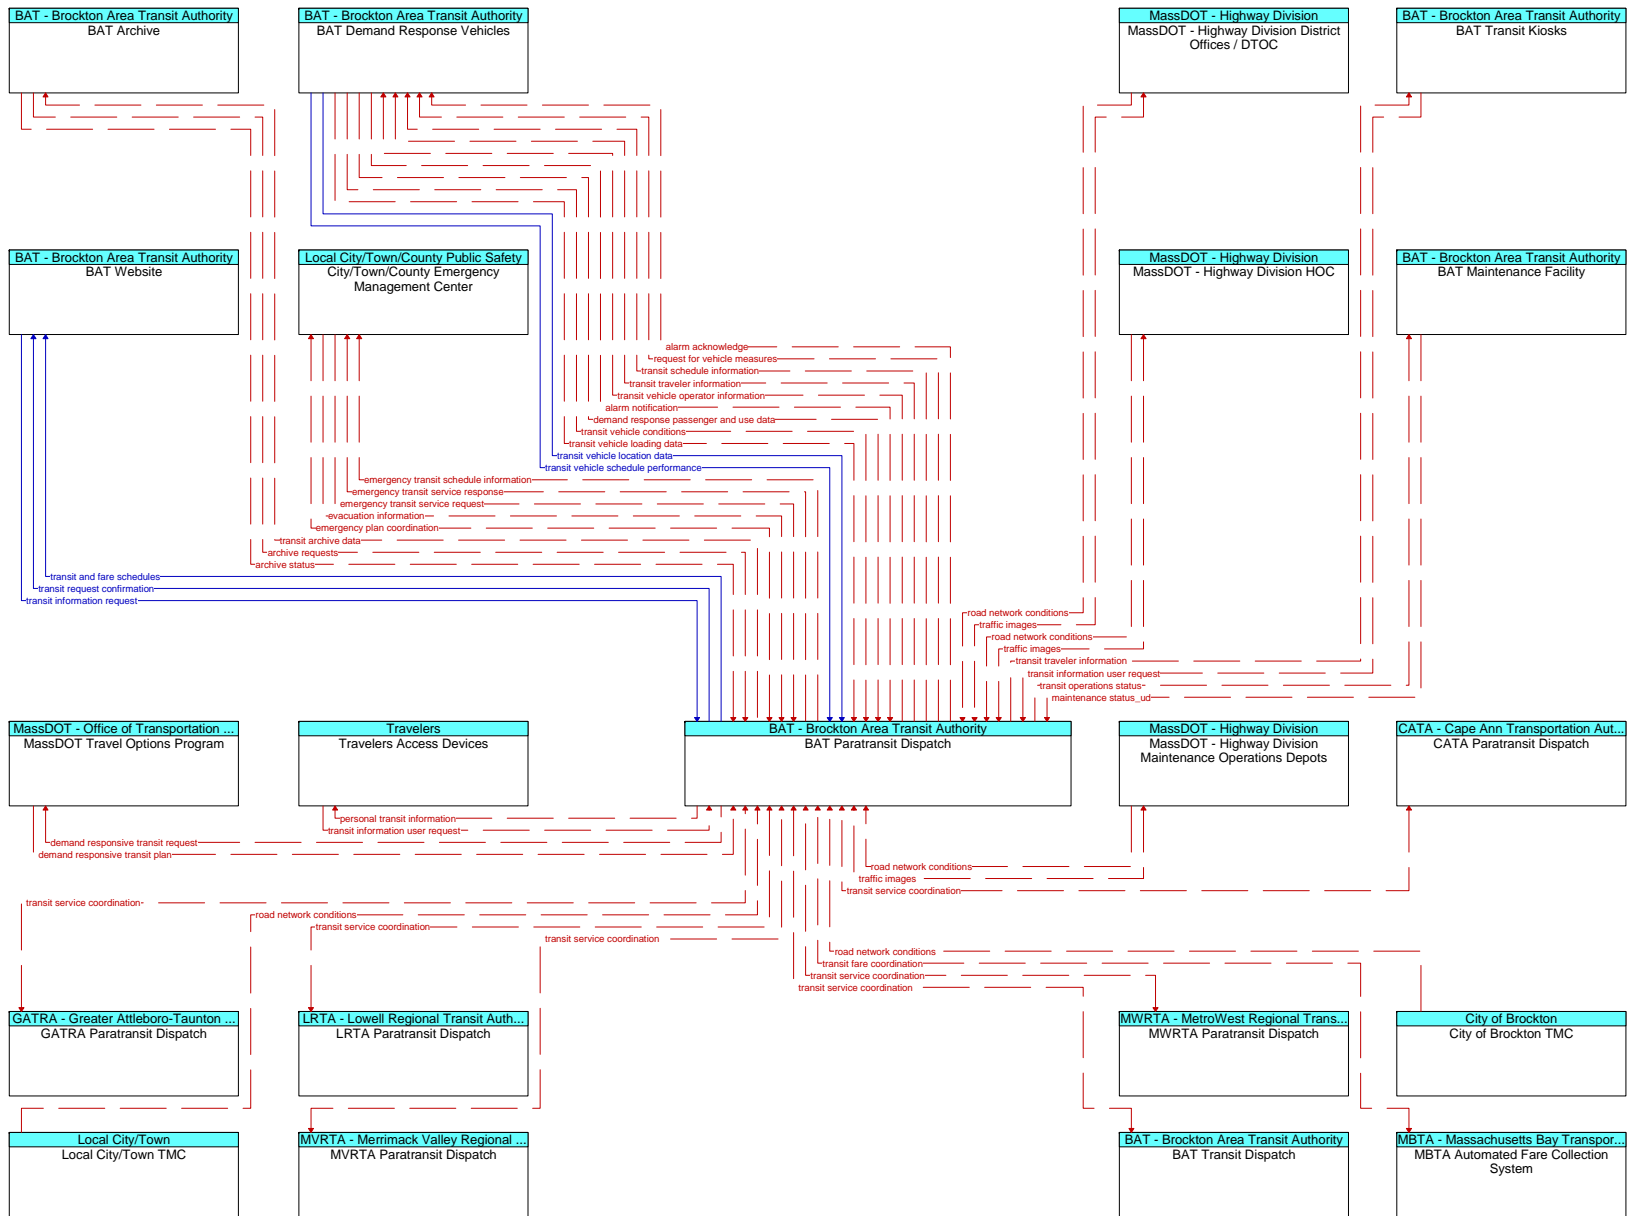 BAT - Brockton Area Transit Authority
BAT Archive
BAT - Brockton Area Transit Authority
BAT Demand Response Vehicles
MassDOT - Highway Division
MassDOT - Highway Division District
Offices / DTOC
BAT - Brockton Area Transit Authority
BAT Transit Kiosks
BAT - Brockton Area Transit Authority
BAT Website
Local City/Town/County Public Safety
City/Town/County Emergency
Management Center
MassDOT - Highway Division
MassDOT - Highway Division HOC
BAT - Brockton Area Transit Authority
BAT Maintenance Facility
alarm acknowledge
request for vehicle measures
transit schedule information
transit traveler information
transit vehicle operator information
alarm notification
demand response passenger and use data
transit vehicle conditions
transit vehicle loading data
transit vehicle location data
transit vehicle schedule performance
emergency transit schedule information
emergency transit service response
emergency transit service request
evacuation information
emergency plan coordination
transit archive data
archive requests
archive status
transit and fare schedules
transit request confirmation
transit information request
road network conditions
traffic images
road network conditions
traffic images
transit traveler information
transit information user request
transit operations status
maintenance status_ud
MassDOT - Office of Transportation ...
MassDOT Travel Options Program
Travelers
Travelers Access Devices
BAT - Brockton Area Transit Authority
BAT Paratransit Dispatch
MassDOT - Highway Division
MassDOT - Highway Division
Maintenance Operations Depots
CATA - Cape Ann Transportation Aut...
CATA Paratransit Dispatch
personal transit information
transit information user request
demand responsive transit request
demand responsive transit plan
road network conditions
traffic images
transit service coordination
transit service coordination
road network conditions
transit service coordination
transit service coordination
road network conditions
transit fare coordination
transit service coordination
transit service coordination
GATRA - Greater Attleboro-Taunton ...
GATRA Paratransit Dispatch
LRTA - Lowell Regional Transit Auth...
LRTA Paratransit Dispatch
MWRTA - MetroWest Regional Trans...
MWRTA Paratransit Dispatch
City of Brockton
City of Brockton TMC
Local City/Town
Local City/Town TMC
MVRTA - Merrimack Valley Regional ...
MVRTA Paratransit Dispatch
BAT - Brockton Area Transit Authority
BAT Transit Dispatch
MBTA - Massachusetts Bay Transpor...
MBTA Automated Fare Collection
System